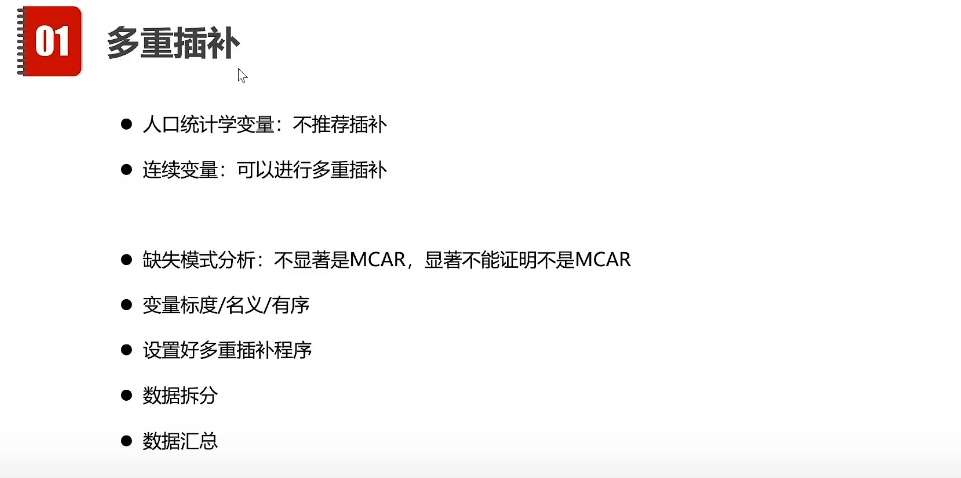 01 多重插补
人口统计学变量：不推荐插补
连续变量：可以进行多重插补
缺失模式分析：不显著是MCAR，显著不能证明不是MCAR
变量标度/名义/有序
设置好多重插补程序
数据拆分
数据汇总